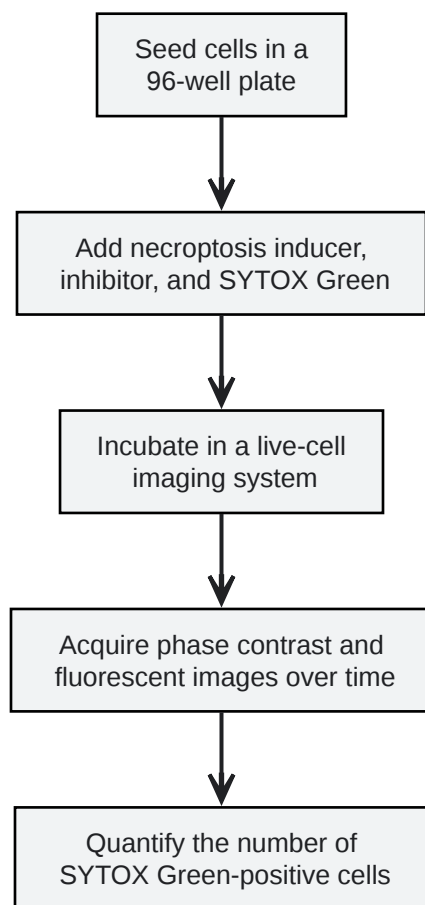 Seed cells in a
96-well plate
Add necroptosis inducer,
inhibitor, and SYTOX Green
Incubate in a live-cell
imaging system
Acquire phase contrast and
fluorescent images over time
Quantify the number of
SYTOX Green-positive cells